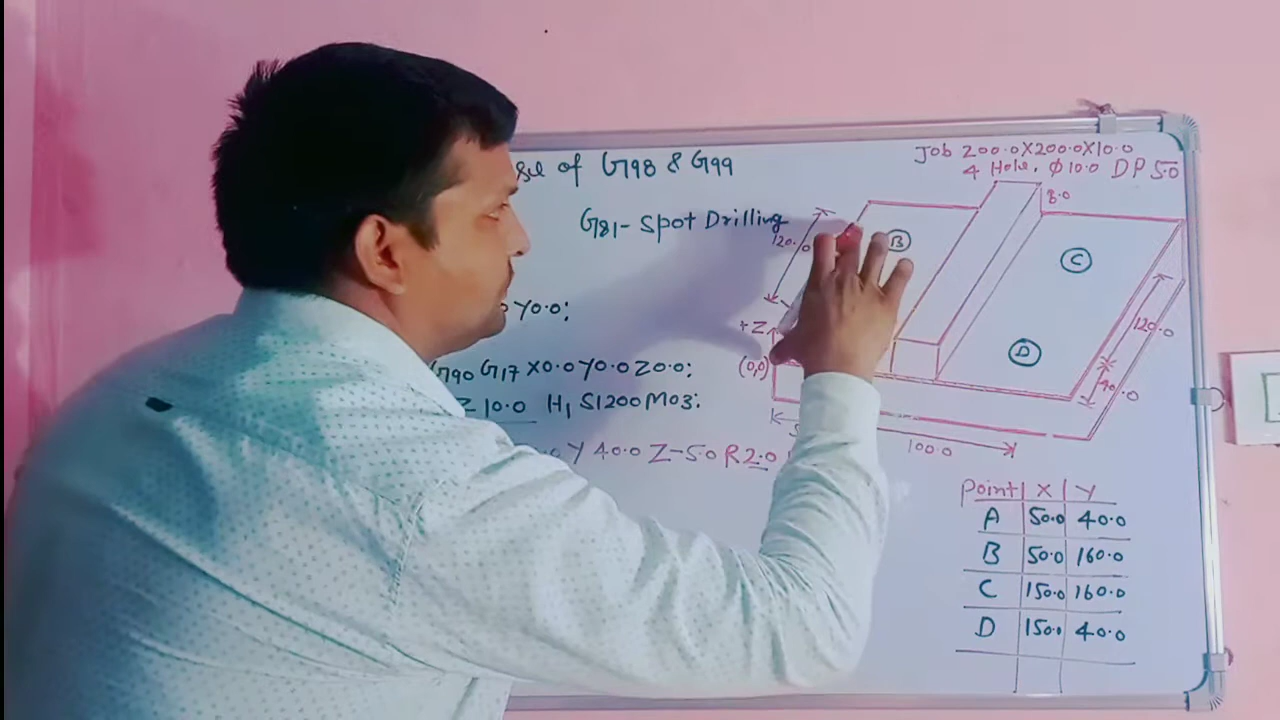 of G98 & G99
Job 200.0X200.0X10.0
4 Hole, φ10.0 DP 5.0
8.0
G81- Spot Drilling
120.0
B
C
Y0.0;
+Z
120.0
D
(0,0)
G90 G17 X0.0 Y0.0 Z0.0;
40.0
Z 10.0 H1 S1200 M03;
100.0
Y 40.0 Z-5.0 R2.0
Point X Y
A 50.0 40.0
B 50.0 160.0
C 150.0 160.0
D 150.0 40.0